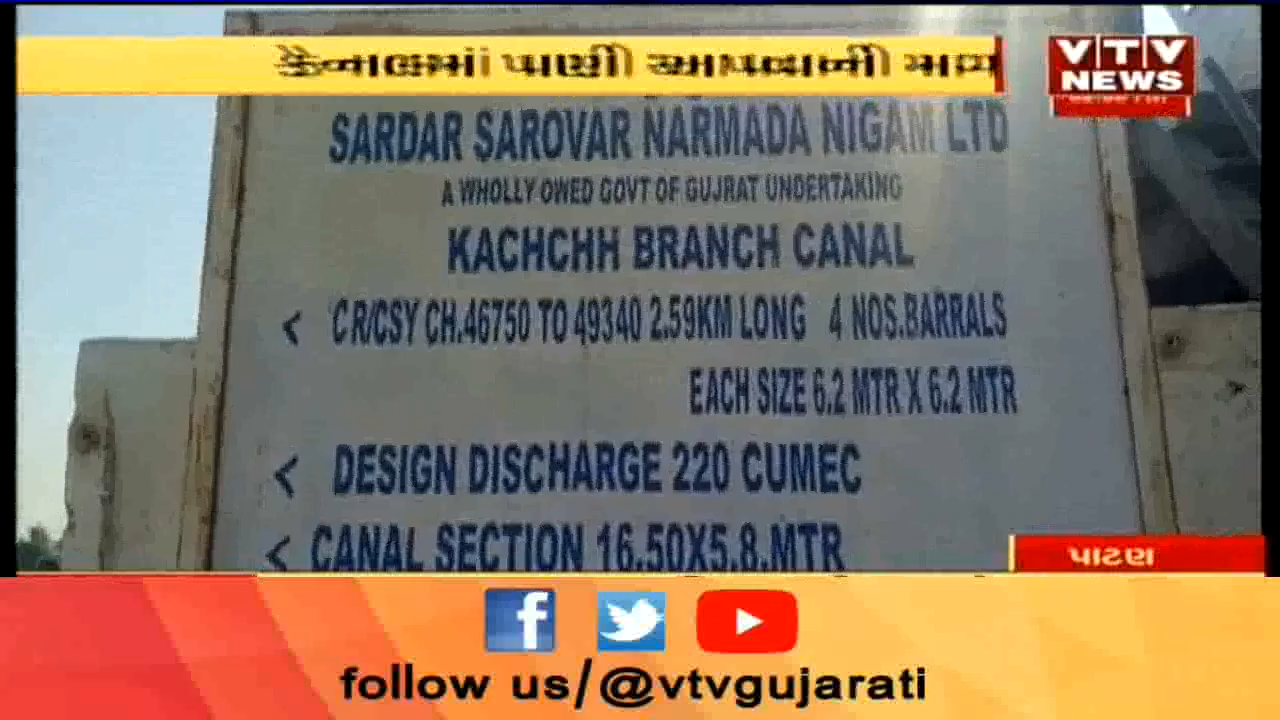 કેનાલમાં પાણી આપવાની માંગ
VTV
NEWS
SARDAR SAROVAR NARMADA NIGAM LTD
A WHOLLY OWED GOVT OF GUJRAT UNDERTAKING
KACHCHH BRANCH CANAL
< CR/CSY CH.46750 TO 49340 2.59KM LONG 4 NOS.BARRALS
EACH SIZE 6.2 MTR X 6.2 MTR
< DESIGN DISCHARGE 220 CUMEC
< CANAL SECTION 16.50X5.8.MTR
પાટણ
follow us/@vtvgujarati